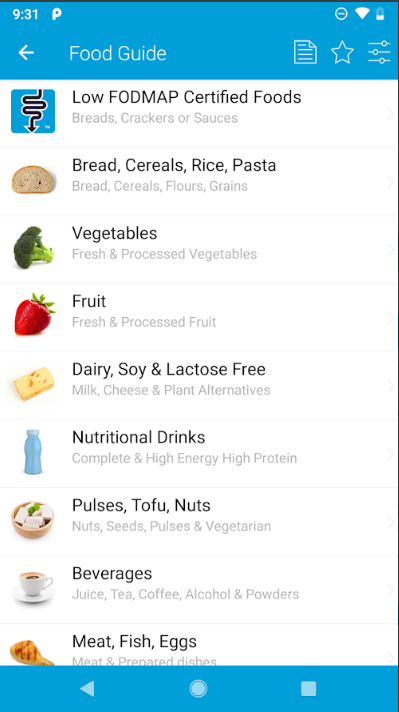 9:31
Food Guide
Low FODMAP Certified Foods
Breads, Crackers or Sauces
Bread, Cereals, Rice, Pasta
Bread, Cereals, Flours, Grains
Vegetables
Fresh & Processed Vegetables
Fruit
Fresh & Processed Fruit
Dairy, Soy & Lactose Free
Milk, Cheese & Plant Alternatives
Nutritional Drinks
Complete & High Energy High Protein
Pulses, Tofu, Nuts
Nuts, Seeds, Pulses & Vegetarian
Beverages
Juice, Tea, Coffee, Alcohol & Powders
Meat, Fish, Eggs
Meat & Prepared dishes